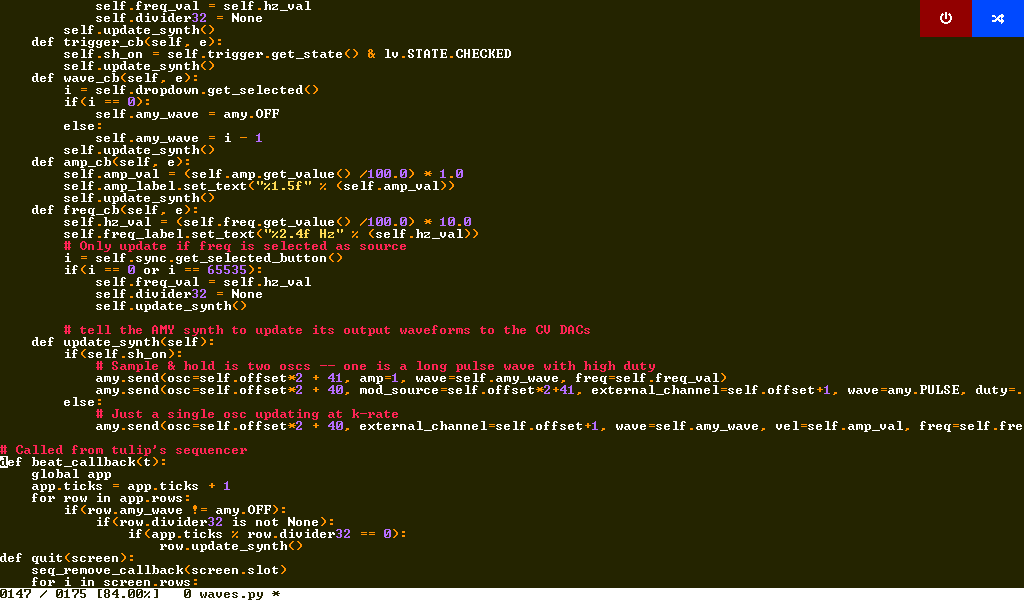 self.freq_val = self.hz_val
            self.divider32 = None
        self.update_synth()
    def trigger_cb(self, e):
        self.sh_on = self.trigger.get_state() & lv.STATE.CHECKED
        self.update_synth()
    def wave_cb(self, e):
        i = self.dropdown.get_selected()
        if(i == 0):
            self.amy_wave = amy.OFF
        else:
            self.amy_wave = i - 1
        self.update_synth()
    def amp_cb(self, e):
        self.amp_val = (self.amp.get_value() /100.0) * 1.0
        self.amp_label.set_text("%1.5f" % (self.amp_val))
        self.update_synth()
    def freq_cb(self, e):
        self.hz_val = (self.freq.get_value() /100.0) * 10.0
        self.freq_label.set_text("%2.4f Hz" % (self.hz_val))
        # Only update if freq is selected as source
        i = self.sync.get_selected_button()
        if(i == 0 or i == 65535):
            self.freq_val = self.hz_val
            self.divider32 = None
            self.update_synth()
        # tell the AMY synth to update its output waveforms to the CV DACs
    def update_synth(self):
        if(self.sh_on):
            # Sample & hold is two oscs -- one is a long pulse wave with high duty
            amy.send(osc=self.offset*2 + 41, amp=1, wave=self.amy_wave, freq=self.freq_val)
            amy.send(osc=self.offset*2 + 40, mod_source=self.offset*2+41, external_channel=self.offset+1, wave=amy.PULSE, duty=.
        else:
            # Just a single osc updating at k-rate
            amy.send(osc=self.offset*2 + 40, external_channel=self.offset+1, wave=self.amy_wave, vel=self.amp_val, freq=self.fre
# Called from tulip's sequencer
def beat_callback(t):
    global app
    app.ticks = app.ticks + 1
    for row in app.rows:
        if(row.amy_wave != amy.OFF):
            if(row.divider32 is not None):
                if(app.ticks % row.divider32 == 0):
                    row.update_synth()
def quit(screen):
    seq_remove_callback(screen.slot)
    for i in screen.rows:
0147 / 0175 [84.00%]   0 waves.py *